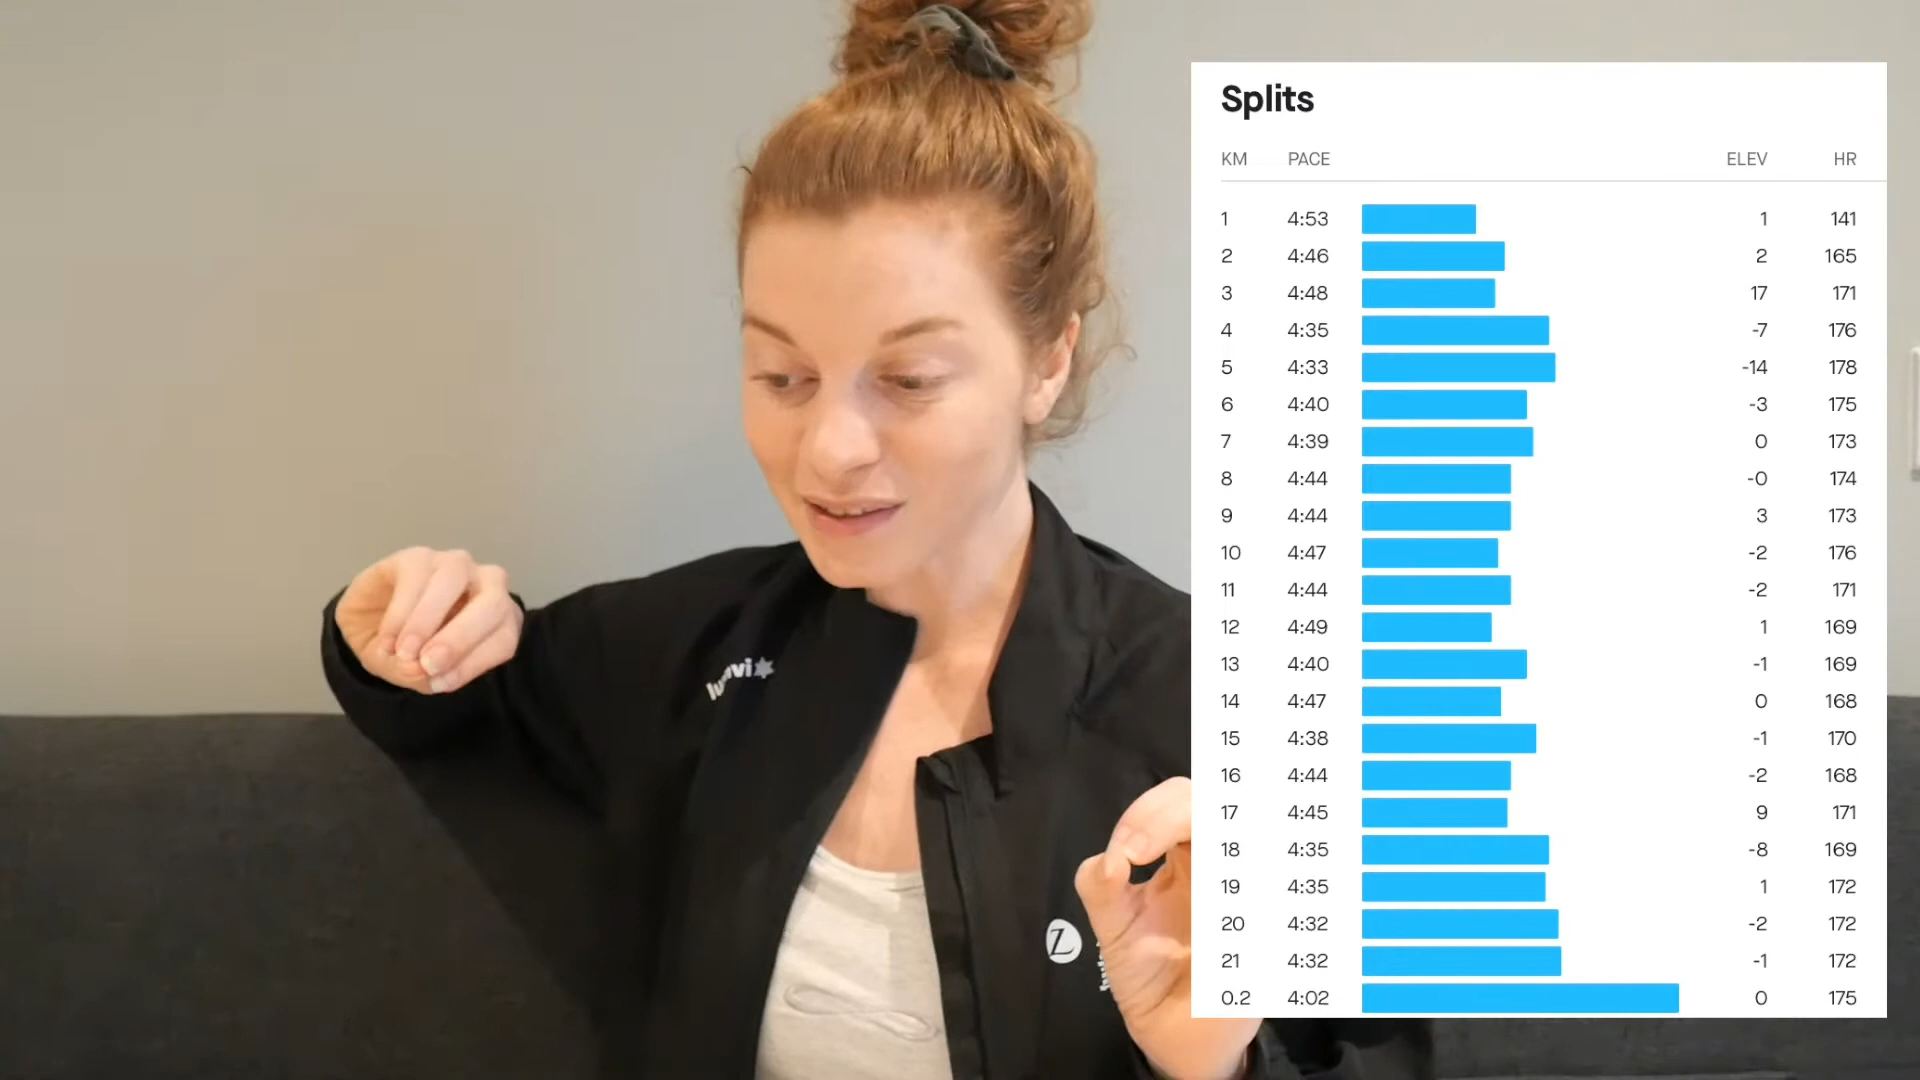 Splits
KM PACE ELEV HR
1 4:53 1 141
2 4:46 2 165
3 4:48 17 171
4 4:35 -7 176
5 4:33 -14 178
6 4:40 -3 175
7 4:39 0 173
8 4:44 -0 174
9 4:44 3 173
10 4:47 -2 176
11 4:44 -2 171
12 4:49 1 169
13 4:40 -1 169
14 4:47 0 168
15 4:38 -1 170
16 4:44 -2 168
17 4:45 9 171
18 4:35 -8 169
19 4:35 1 172
20 4:32 -2 172
21 4:32 -1 172
0.2 4:02 0 175
Z